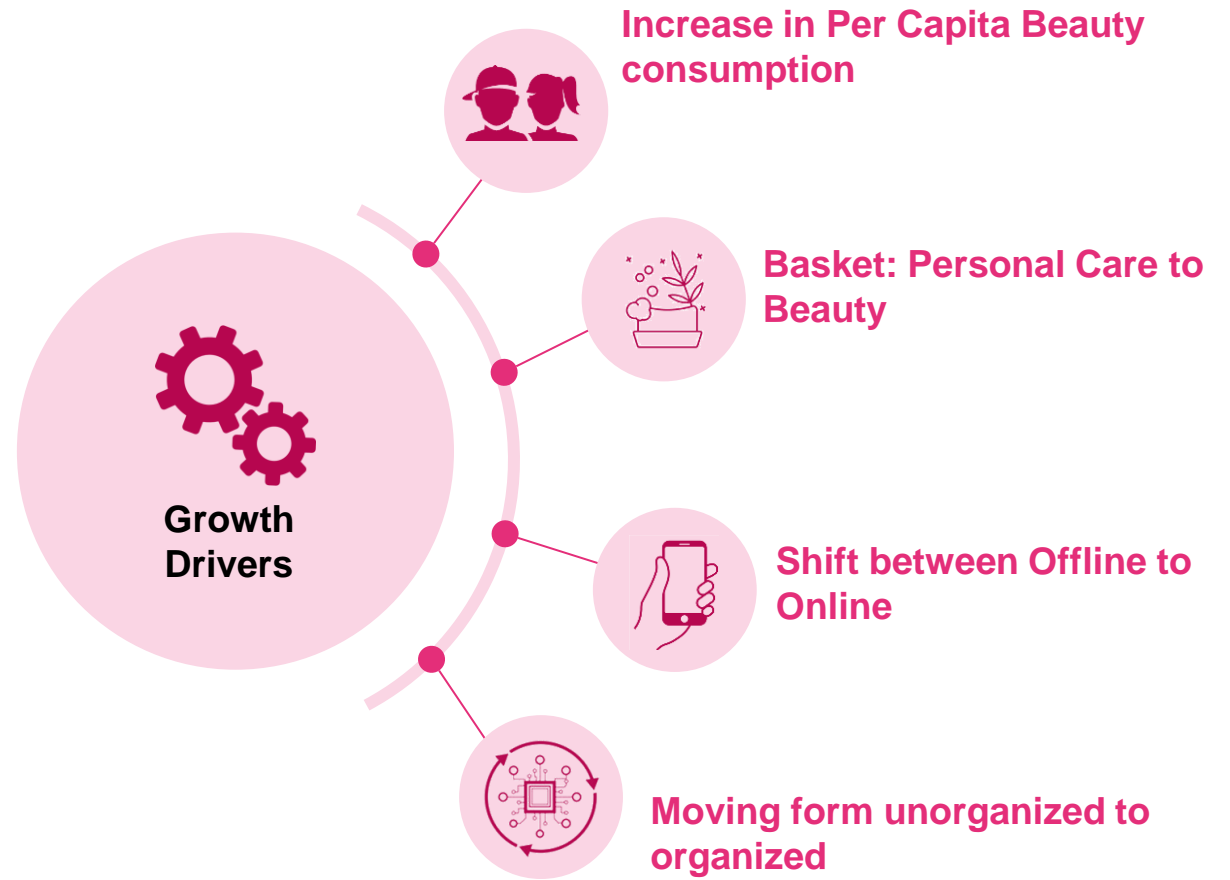 Increase in Per Capita Beauty
consumption
Basket: Personal Care to
Beauty
Growth
Drivers
Shift between Offline to
Online
Moving form unorganized to
organized